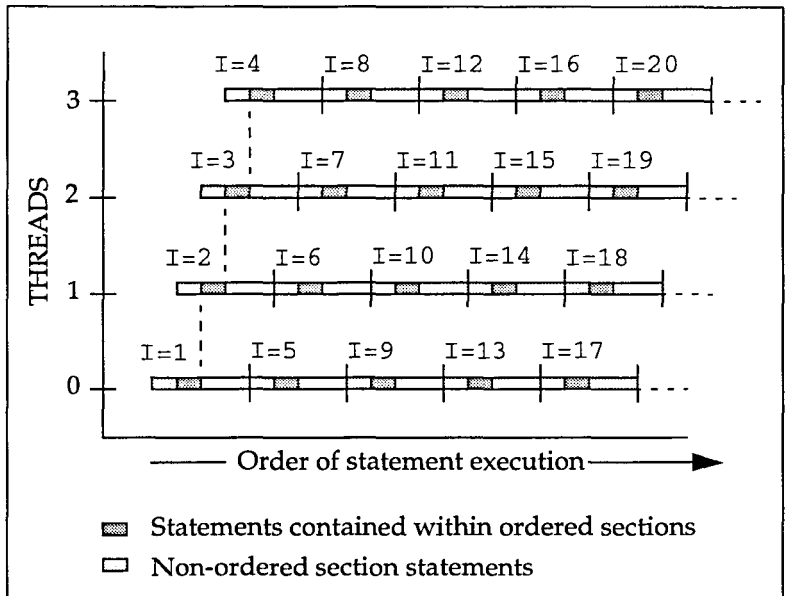 I=4 I=8 I=12 I=16 I=20
3
I=3 I=7 I=11 I=15 I=19
2
THREADS
I=2 I=6 I=10 I=14 I=18
1
I=1 I=5 I=9 I=13 I=17
0
Order of statement execution
Statements contained within ordered sections
Non-ordered section statements